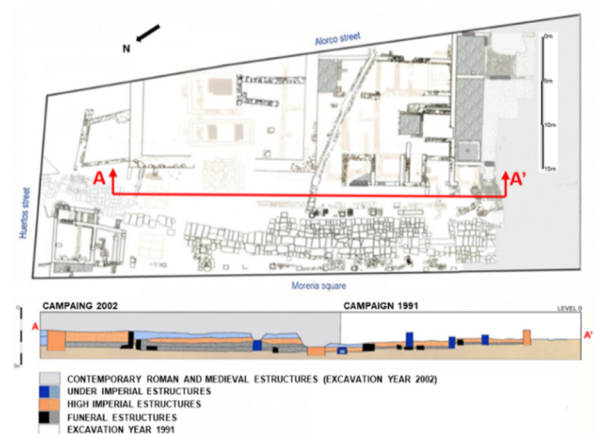 N
Alorco street
0m
5m
10m
15m
A
A'
Huertos street
Moreria square
CAMPAING 2002
CAMPAIGN 1991
LEVEL 0
A
A'
CONTEMPORARY ROMAN AND MEDIEVAL ESTRUCTURES (EXCAVATION YEAR 2002)
UNDER IMPERIAL ESTRUCTURES
HIGH IMPERIAL ESTRUCTURES
FUNERAL ESTRUCTURES
EXCAVATION YEAR 1991